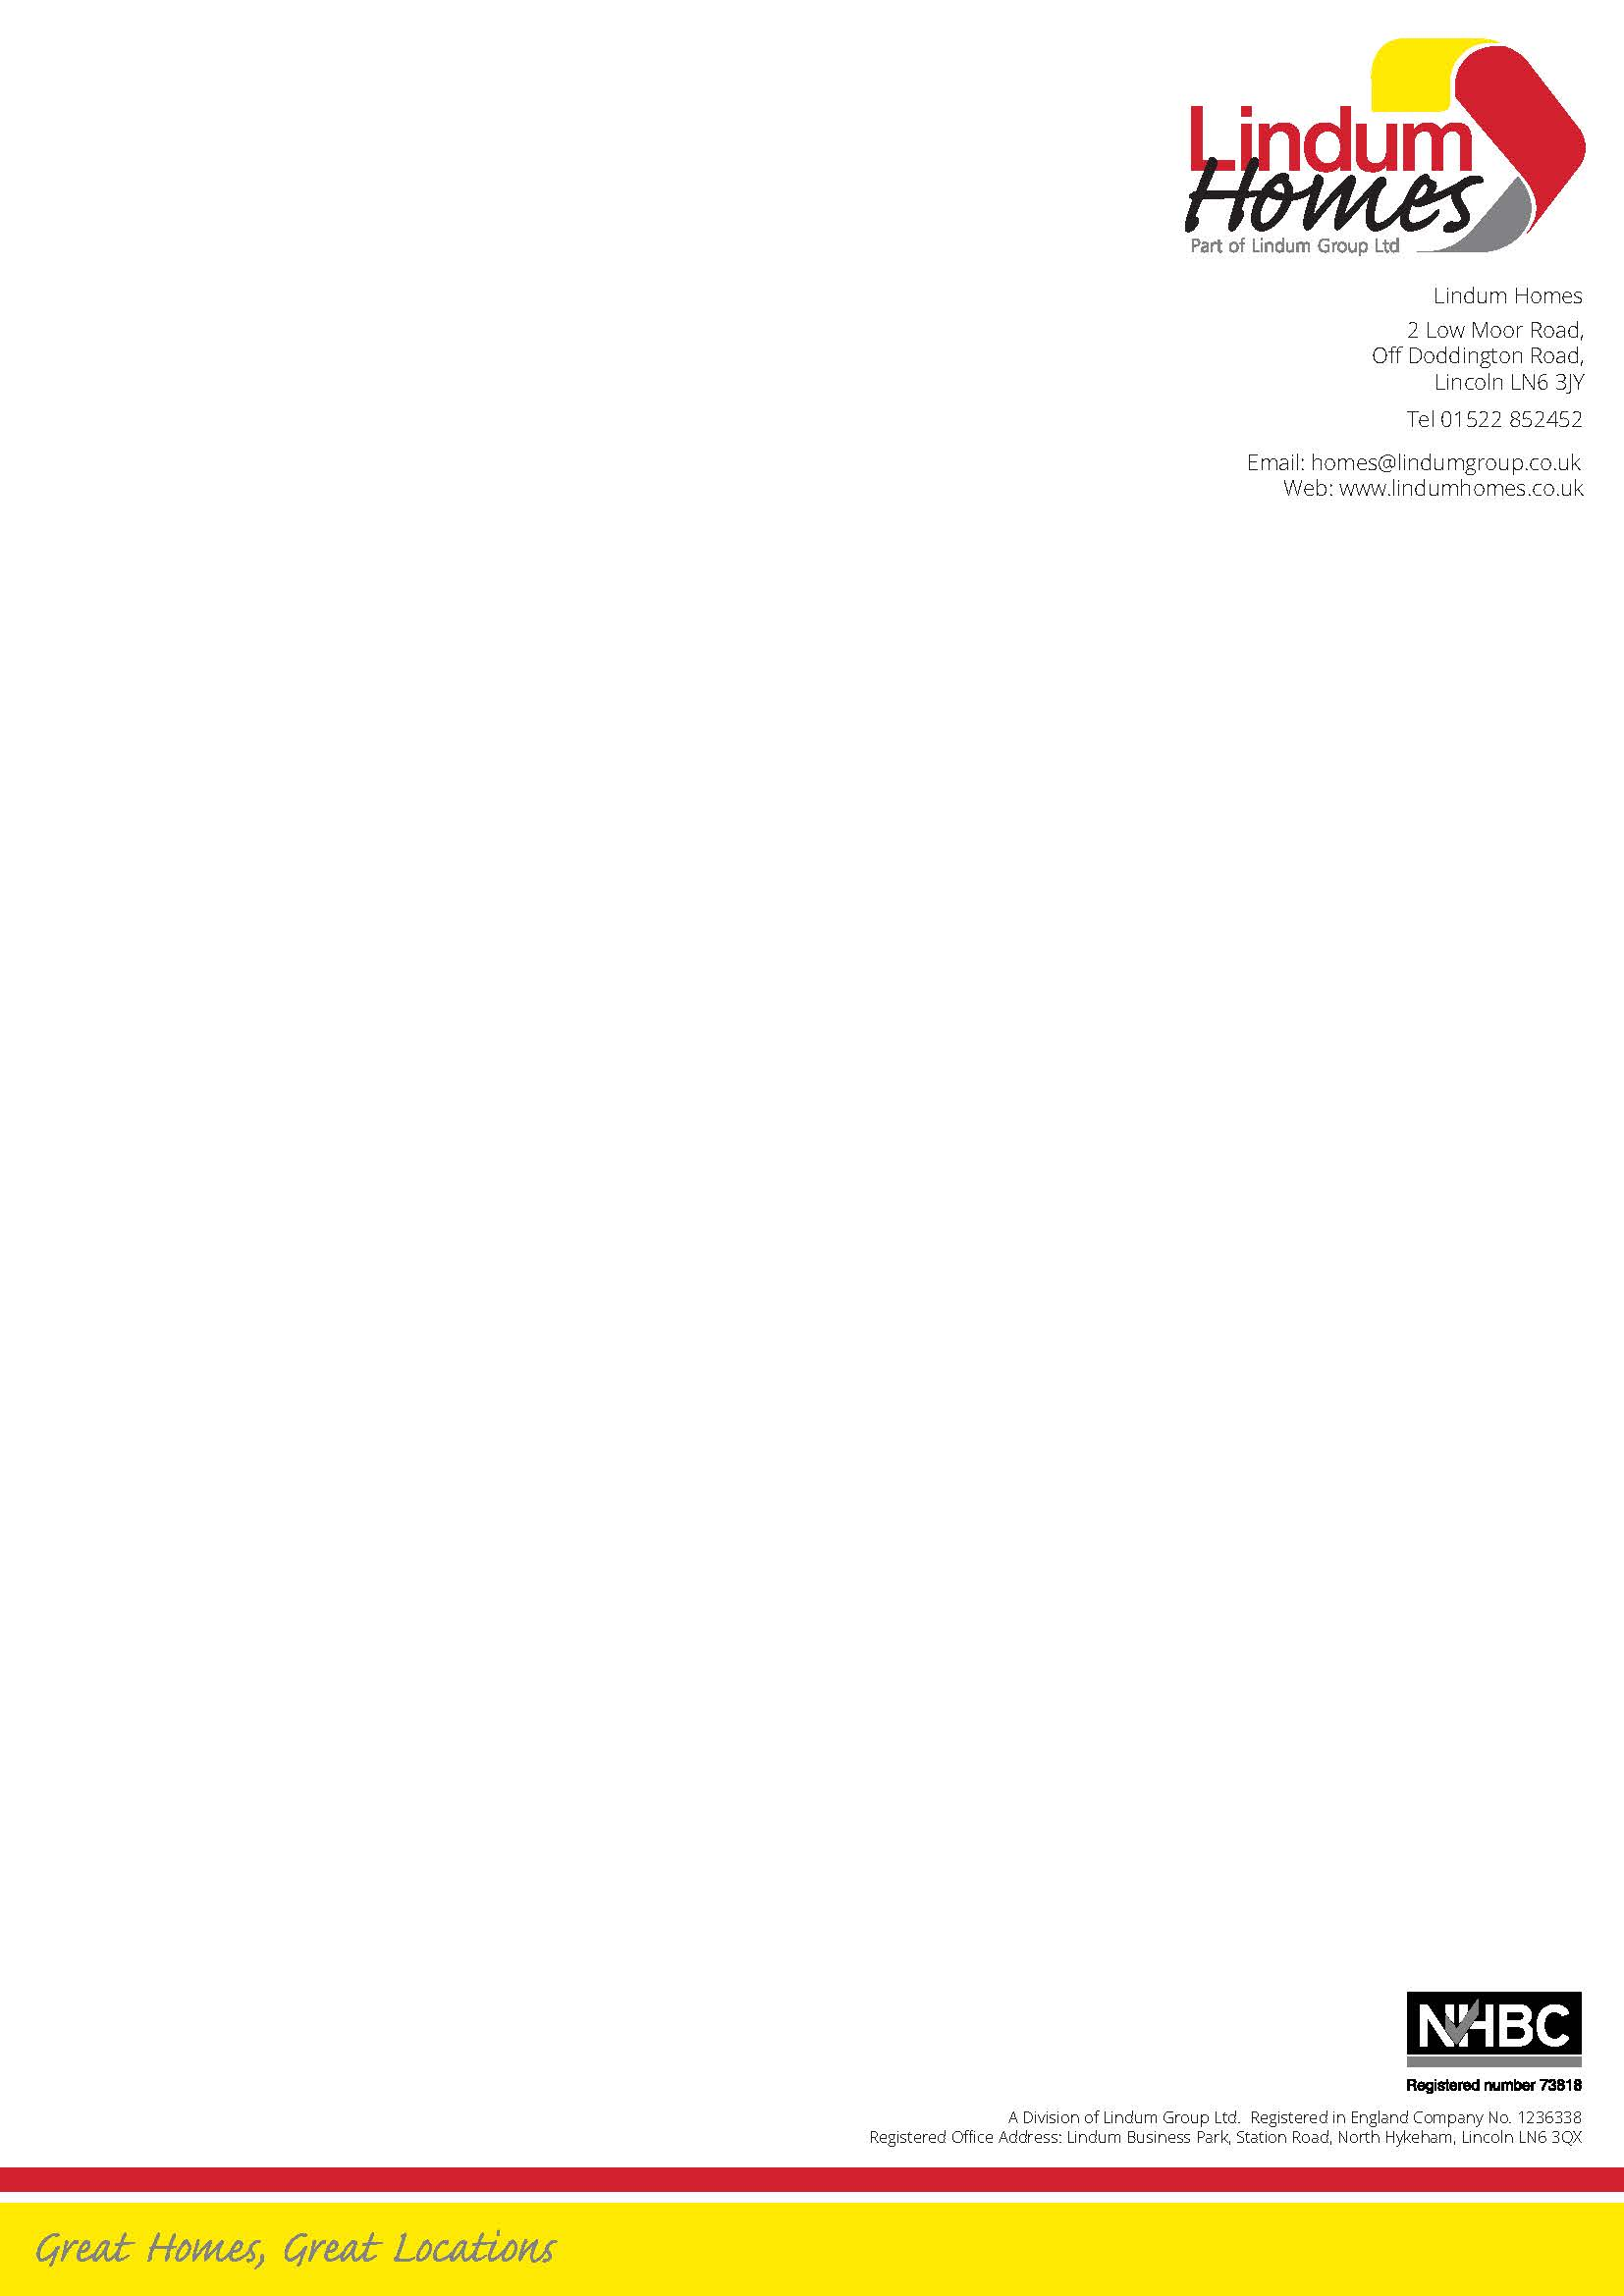 Lindum
Homes
Part of Lindum Group Ltd
Lindum Homes
2 Low Moor Road,
Off Doddington Road,
Lincoln LN6 3JY
Tel 01522 852452
Email: homes@lindumgroup.co.uk
Web: www.lindumhomes.co.uk
NHBC
Registered number 73818
A Division of Lindum Group Ltd.  Registered in England Company No. 1236338
Registered Office Address: Lindum Business Park, Station Road, North Hykeham, Lincoln LN6 3QX
Great Homes, Great Locations